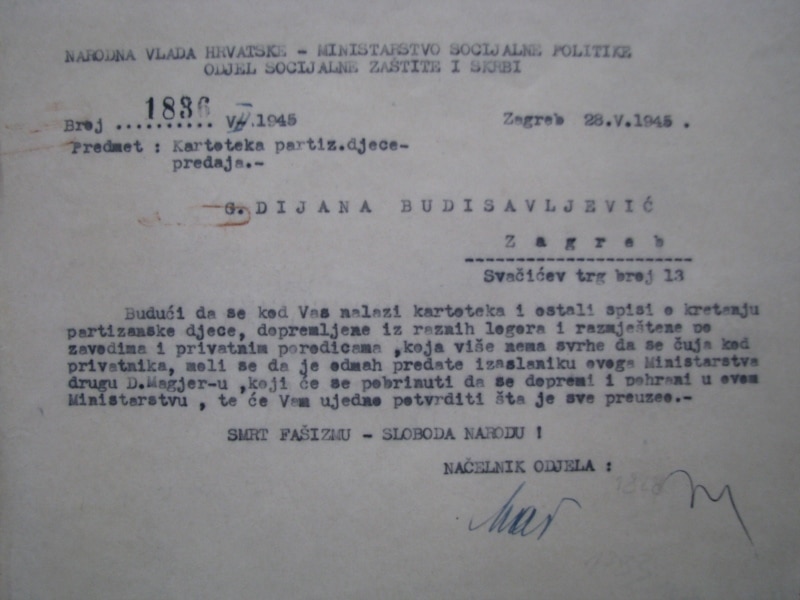 NARODNA VLADA HRVATSKE - MINISTARSTVO SOCIJALNE POLITIKE
ODJEL SOCIJALNE ZAŠTITE I SKRBI
Broj ..1836.. VI.1945
Zagreb 28.V.1945.
Predmet : Kartoteka partiz.djece-
predaja.-
G. DIJANA BUDISAVLJEVIĆ
Zagreb
Svačićev trg broj 13
Budući da se kod Vas nalazi kartoteka i ostali spisi o kretanju
partizanske djece, dopremljene iz raznih logora i razmještene po
zavodima i privatnim porodicama ,koja više nema svrhe da se čuja kod
privatnika, moli se da je odmah predate izaslaniku ovoga Ministarstva
drugu D.Magjer-u ,koji će se pobrinuti da se dopremi i pohrani u ovom
Ministarstvu , te će Vam ujedno potvrditi šta je sve preuzeo.-
SMRT FAŠIZMU - SLOBODA NARODU !
NAČELNIK ODJELA :